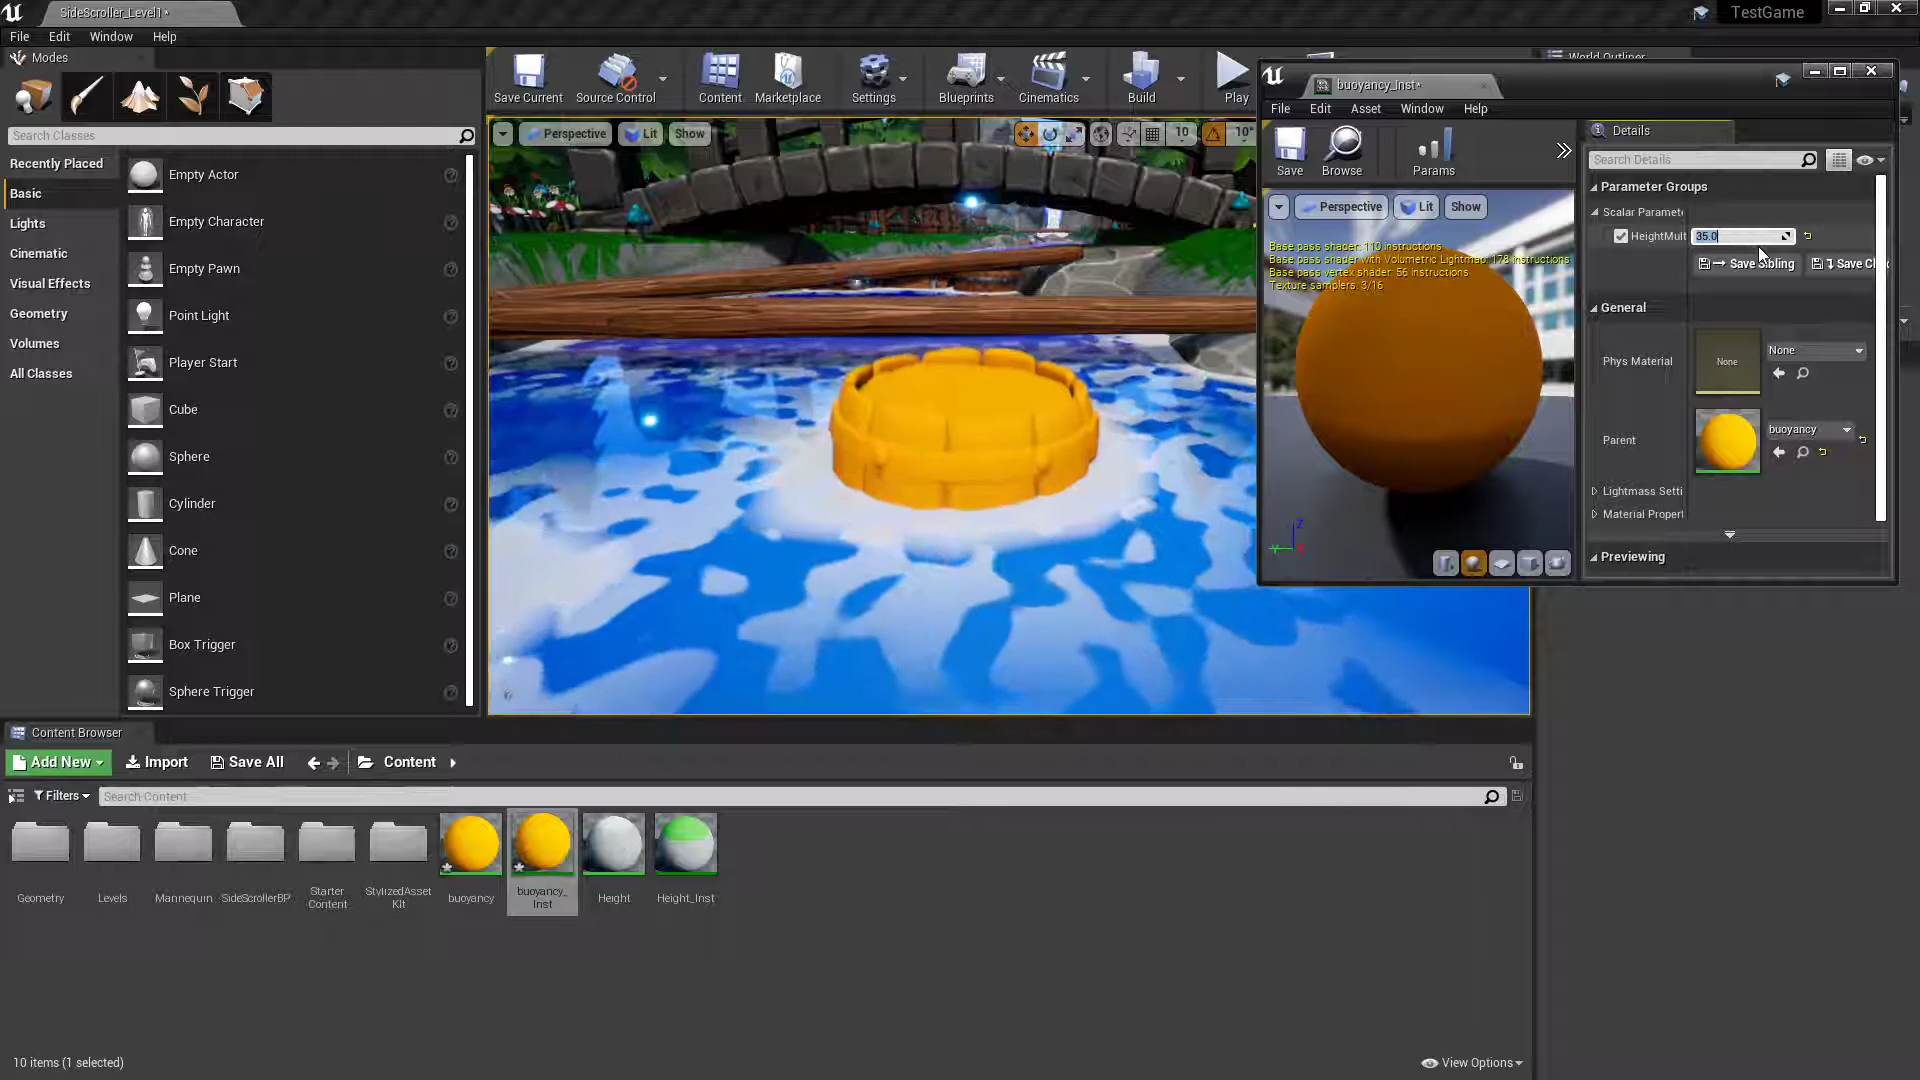 SideScroller_Level1*
TestGame
File Edit Window Help
Modes
Search Classes
Recently Placed
Basic
Lights
Cinematic
Visual Effects
Geometry
Volumes
All Classes
Empty Actor
Empty Character
Empty Pawn
Point Light
Player Start
Cube
Sphere
Cylinder
Cone
Plane
Box Trigger
Sphere Trigger
Save Current
Source Control
Content
Marketplace
Settings
Blueprints
Cinematics
Build
Play
Perspective Lit Show
10 10°
World Outliner
buoyancy_Inst*
File Edit Asset Window Help
Save
Browse
Params
Perspective Lit Show
Base pass shader: 110 instructions
Base pass shader with Volumetric Lightmap: 178 instructions
Base pass vertex shader: 56 instructions
Texture samplers: 3/16
Z
Details
Search Details
Parameter Groups
Scalar Paramet
HeightMult 35.0
Save Sibling Save
General
Phys Material
None
None
Parent
buoyancy
Lightmass Setti
Material Propert
Previewing
Content Browser
Add New
Import
Save All
Content
Filters
Search Content
Geometry
Levels
Mannequin
SideScrollerBP
Starter
Content
StylizedAsset
KIt
buoyancy
buoyancy_
Inst
Height
Height_Inst
10 items (1 selected)
View Options